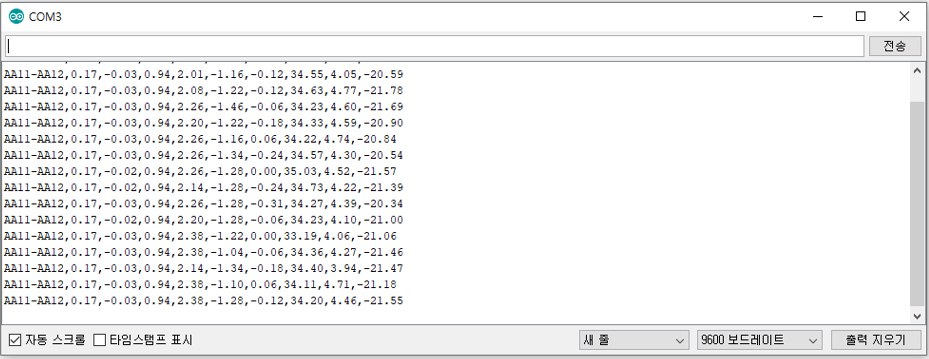 COM3
전송
AA11-AA12,0.17,-0.03,0.94,2.01,-1.16,-0.12,34.55,4.05,-20.59
AA11-AA12,0.17,-0.03,0.94,2.08,-1.22,-0.12,34.63,4.77,-21.78
AA11-AA12,0.17,-0.03,0.94,2.26,-1.46,-0.06,34.23,4.60,-21.69
AA11-AA12,0.17,-0.03,0.94,2.20,-1.22,-0.18,34.33,4.59,-20.90
AA11-AA12,0.17,-0.03,0.94,2.26,-1.16,0.06,34.22,4.74,-20.84
AA11-AA12,0.17,-0.03,0.94,2.26,-1.34,-0.24,34.57,4.30,-20.54
AA11-AA12,0.17,-0.02,0.94,2.26,-1.28,0.00,35.03,4.52,-21.57
AA11-AA12,0.17,-0.02,0.94,2.14,-1.28,-0.24,34.73,4.22,-21.39
AA11-AA12,0.17,-0.03,0.94,2.26,-1.28,-0.31,34.27,4.39,-20.34
AA11-AA12,0.17,-0.02,0.94,2.20,-1.28,-0.06,34.23,4.10,-21.00
AA11-AA12,0.17,-0.03,0.94,2.38,-1.22,0.00,33.19,4.06,-21.06
AA11-AA12,0.17,-0.03,0.94,2.38,-1.04,-0.06,34.36,4.27,-21.46
AA11-AA12,0.17,-0.03,0.94,2.14,-1.34,-0.18,34.40,3.94,-21.47
AA11-AA12,0.17,-0.03,0.94,2.38,-1.10,0.06,34.11,4.71,-21.18
AA11-AA12,0.17,-0.03,0.94,2.38,-1.28,-0.12,34.20,4.46,-21.55
자동 스크롤 타임스탬프 표시 새 줄 9600 보드레이트 출력 지우기